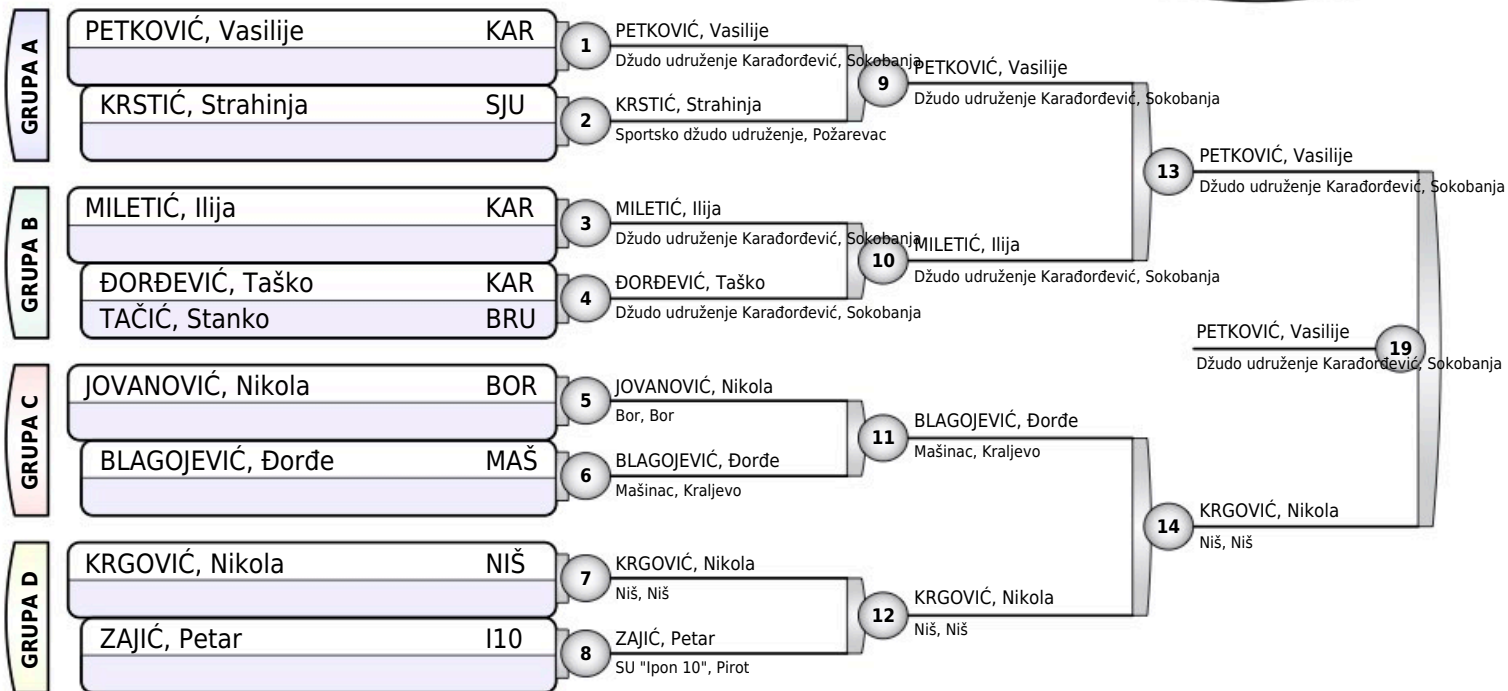 GRUPA A
PETKOVIĆ, Vasilije KAR
KRSTIĆ, Strahinja SJU
GRUPA B
MILETIĆ, Ilija KAR
ĐORĐEVIĆ, Taško KAR
TAČIĆ, Stanko BRU
GRUPA C
JOVANOVIĆ, Nikola BOR
BLAGOJEVIĆ, Đorđe MAŠ
GRUPA D
KRGOVIĆ, Nikola NIŠ
ZAJIĆ, Petar I10
1
PETKOVIĆ, Vasilije
Džudo udruženje Karađorđević, Sokobanja
2
KRSTIĆ, Strahinja
Sportsko džudo udruženje, Požarevac
3
MILETIĆ, Ilija
Džudo udruženje Karađorđević, Sokobanja
4
ĐORĐEVIĆ, Taško
Džudo udruženje Karađorđević, Sokobanja
5
JOVANOVIĆ, Nikola
Bor, Bor
6
BLAGOJEVIĆ, Đorđe
Mašinac, Kraljevo
7
KRGOVIĆ, Nikola
Niš, Niš
8
ZAJIĆ, Petar
SU "Ipon 10", Pirot
9
PETKOVIĆ, Vasilije
Džudo udruženje Karađorđević, Sokobanja
10
MILETIĆ, Ilija
Džudo udruženje Karađorđević, Sokobanja
11
BLAGOJEVIĆ, Đorđe
Mašinac, Kraljevo
12
KRGOVIĆ, Nikola
Niš, Niš
13
PETKOVIĆ, Vasilije
Džudo udruženje Karađorđević, Sokobanja
14
KRGOVIĆ, Nikola
Niš, Niš
19
PETKOVIĆ, Vasilije
Džudo udruženje Karađorđević, Sokobanja